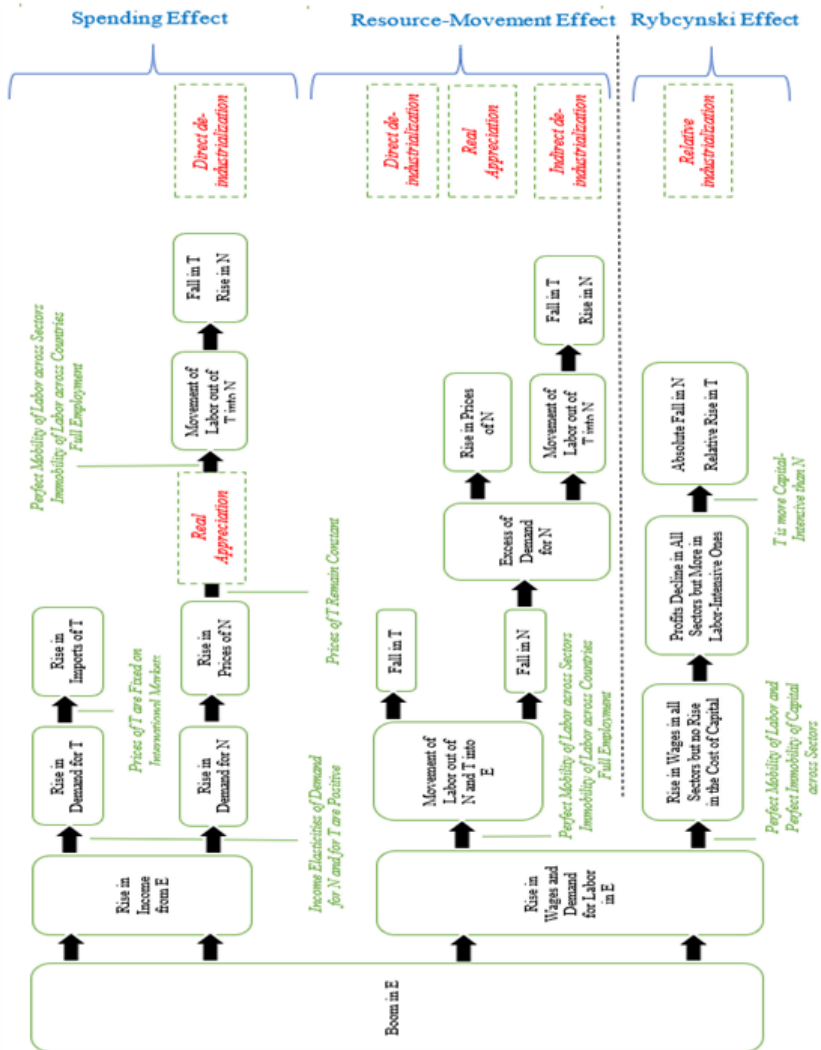 Spending Effect
Resource-Movement Effect
Rybcynski Effect
Direct de-
industrialization
Direct de-
industrialization
Real
Appreciation
Indirect de-
industrialization
Relative
industrialization
Perfect Mobility of Labor across Sectors
Immobility of Labor across Countries
Full Employment
Fall in T
Rise in N
Movement of
Labor out of
T into N
Real
Appreciation
Prices of T Remain Constant
Rise in
Imports of T
Rise in
Prices of N
Prices of T are Fixed on
International Markets
Rise in
Demand for T
Rise in
Demand for N
Income Elasticities of Demand
for N and for T are Positive
Rise in
Income
from E
Fall in T
Rise in N
Rise in Prices
of N
Movement of
Labor out of
T into N
Excess of
Demand
for N
Fall in T
Fall in N
Perfect Mobility of Labor across Sectors
Immobility of Labor across Countries
Full Employment
Movement of
Labor out of
N and T into
E
Rise in
Wages and
Demand
for Labor
in E
Absolute Fall in N
Relative Rise in T
T is more Capital-
Intensive than N
Profits Decline in All
Sectors but More in
Labor-Intensive Ones
Rise in Wages in all
Sectors but no Rise
in the Cost of Capital
Perfect Mobility of Labor and
Perfect Immobility of Capital
across Sectors
Boom in E